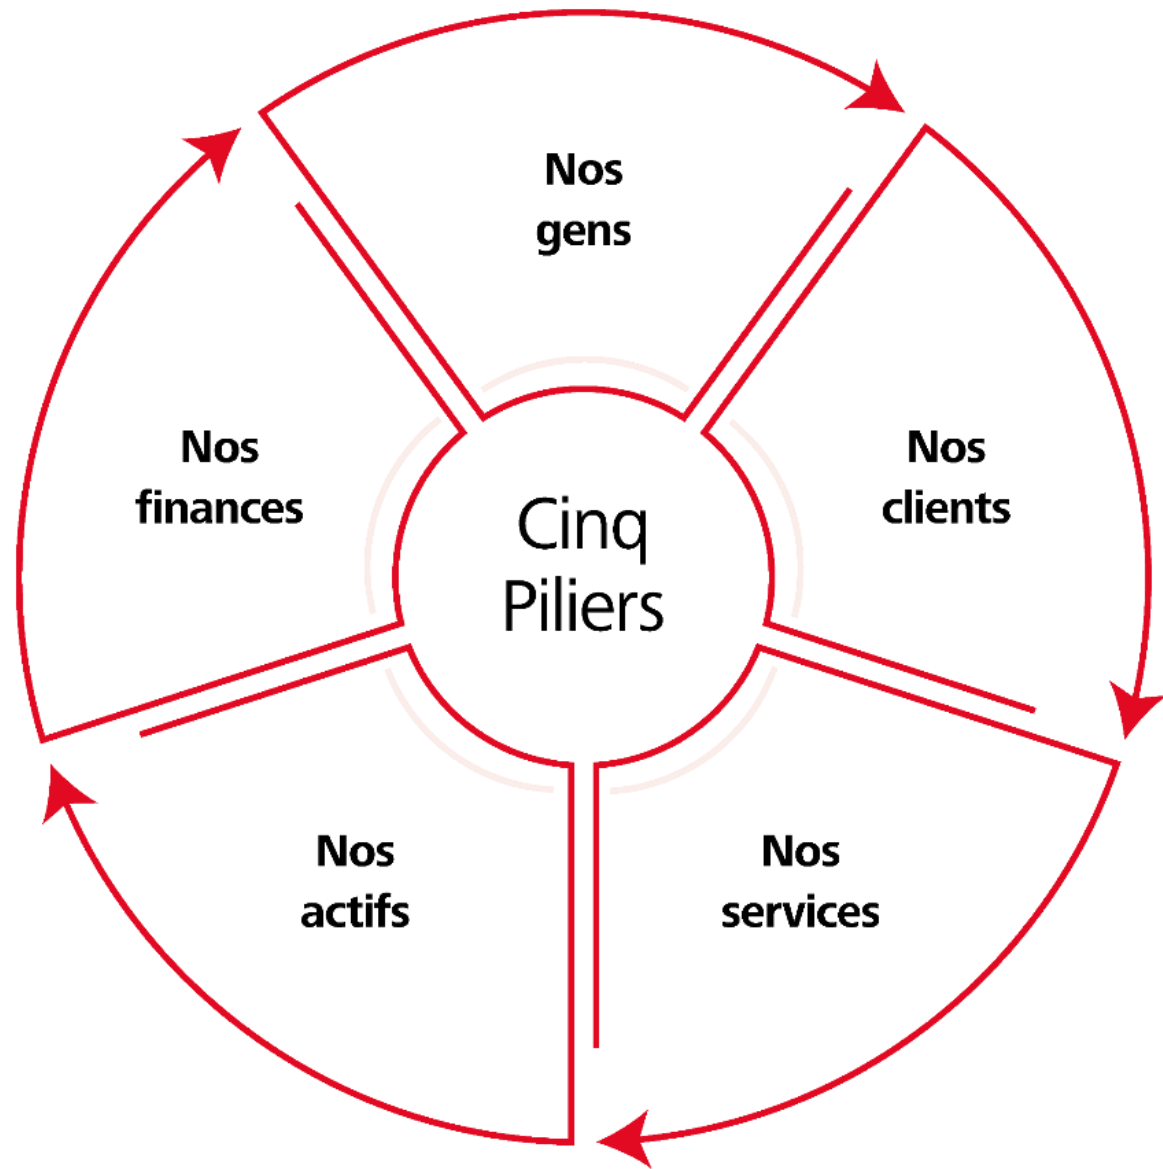 Nos
gens
Nos
clients
Nos
services
Nos
actifs
Nos
finances
Cinq
Piliers